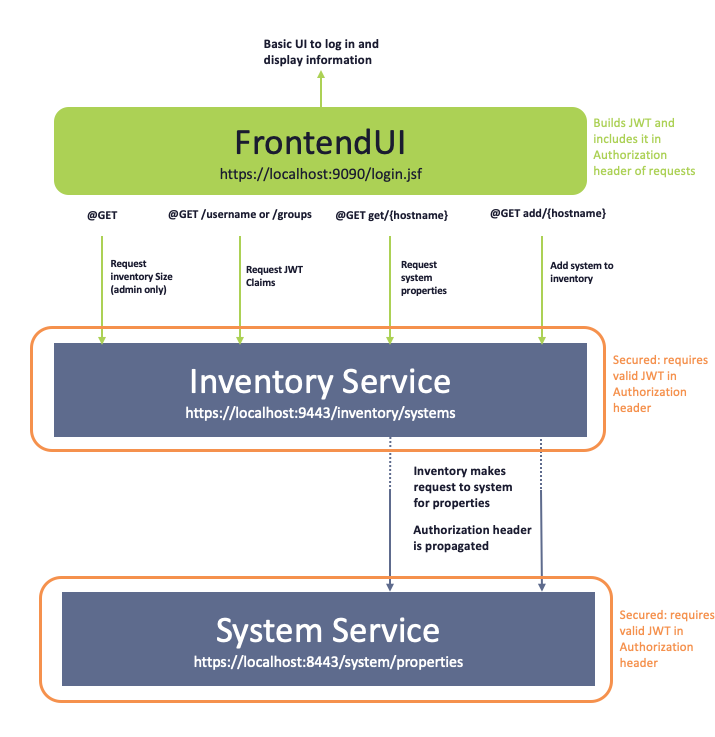 Basic UI to log in and
display information
FrontendUI
https://localhost:9090/login.jsf
Builds JWT and
includes it in
Authorization
header of requests
@GET
@GET /username or /groups
@GET get/{hostname}
@GET add/{hostname}
Request
inventory Size
(admin only)
Request JWT
Claims
Request
system
properties
Add system to
inventory
Inventory Service
https://localhost:9443/inventory/systems
Secured: requires
valid JWT in
Authorization
header
Inventory makes
request to system
for properties
Authorization header
is propagated
System Service
https://localhost:8443/system/properties
Secured: requires
valid JWT in
Authorization
header